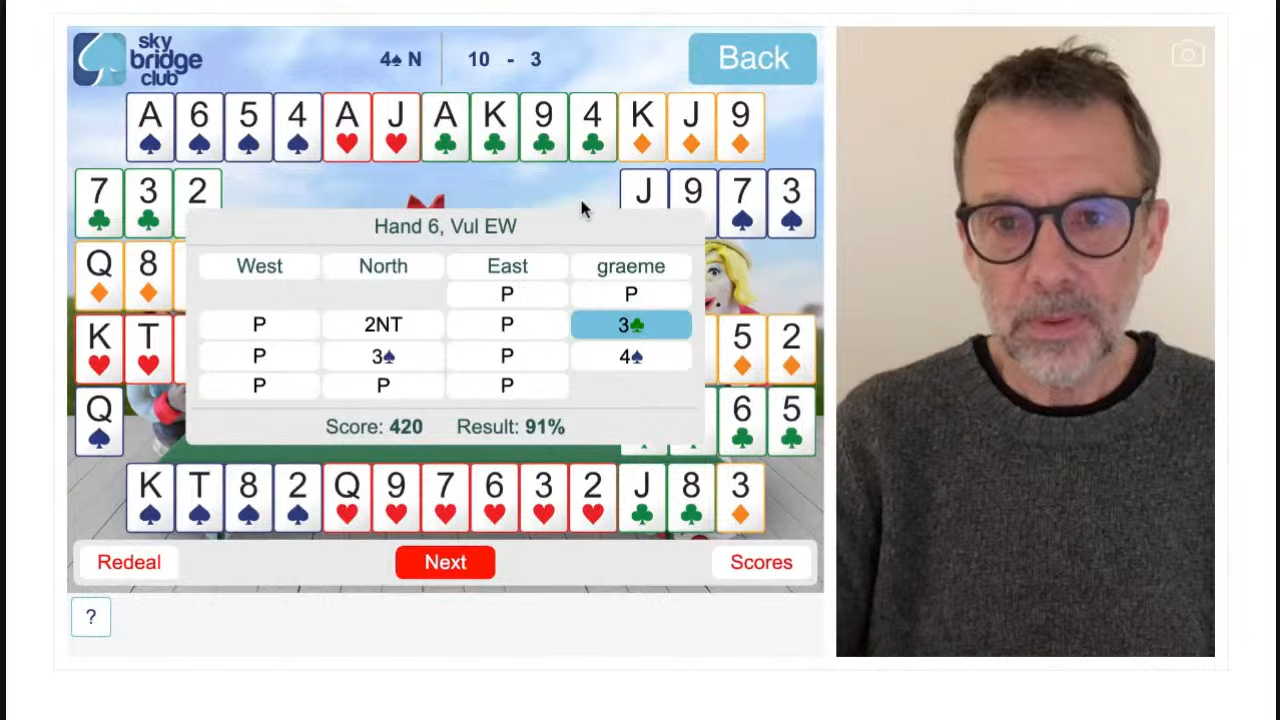 sky
bridge
club
4♠ N 10 - 3
Back
A 6 5 4 A J A K 9 4 K J 9
7 3 2
J 9 7 3
Hand 6, Vul EW
Q 8
West North East graeme
P P
P 2NT P 3♣
K T
5 2
P 3♠ P 4♠
P P P
Q
6 5
Score: 420 Result: 91%
K T 8 2 Q 9 7 6 3 2 J 8 3
Redeal Next Scores
?